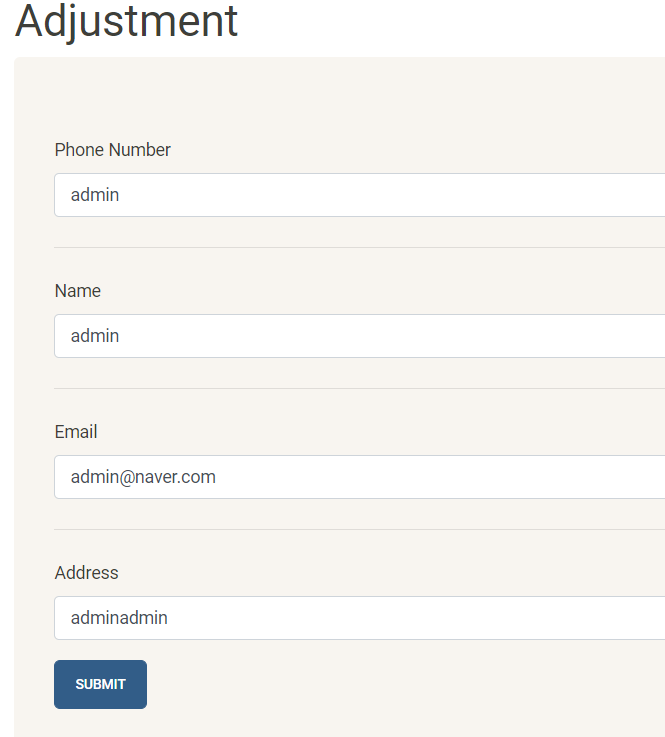 Adjustment
Phone Number
admin
Name
admin
Email
admin@naver.com
Address
adminadmin
SUBMIT